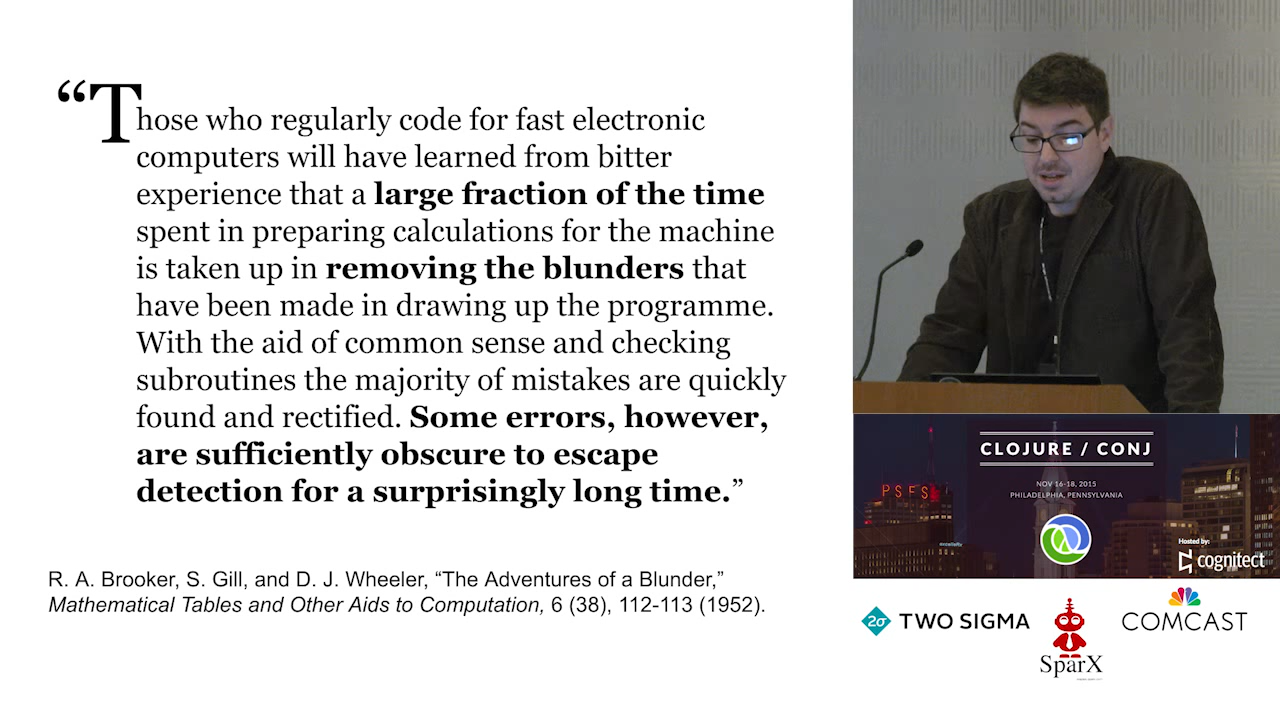 “Those who regularly code for fast electronic
computers will have learned from bitter
experience that a large fraction of the time
spent in preparing calculations for the machine
is taken up in removing the blunders that
have been made in drawing up the programme.
With the aid of common sense and checking
subroutines the majority of mistakes are quickly
found and rectified. Some errors, however,
are sufficiently obscure to escape
detection for a surprisingly long time.”
R. A. Brooker, S. Gill, and D. J. Wheeler, “The Adventures of a Blunder,”
Mathematical Tables and Other Aids to Computation, 6 (38), 112-113 (1952).
CLOJURE / CONJ
NOV 16-18, 2015
PHILADELPHIA, PENNSYLVANIA
PSFS
Hosted by:
cognitect
2σ TWO SIGMA
SparX
COMCAST